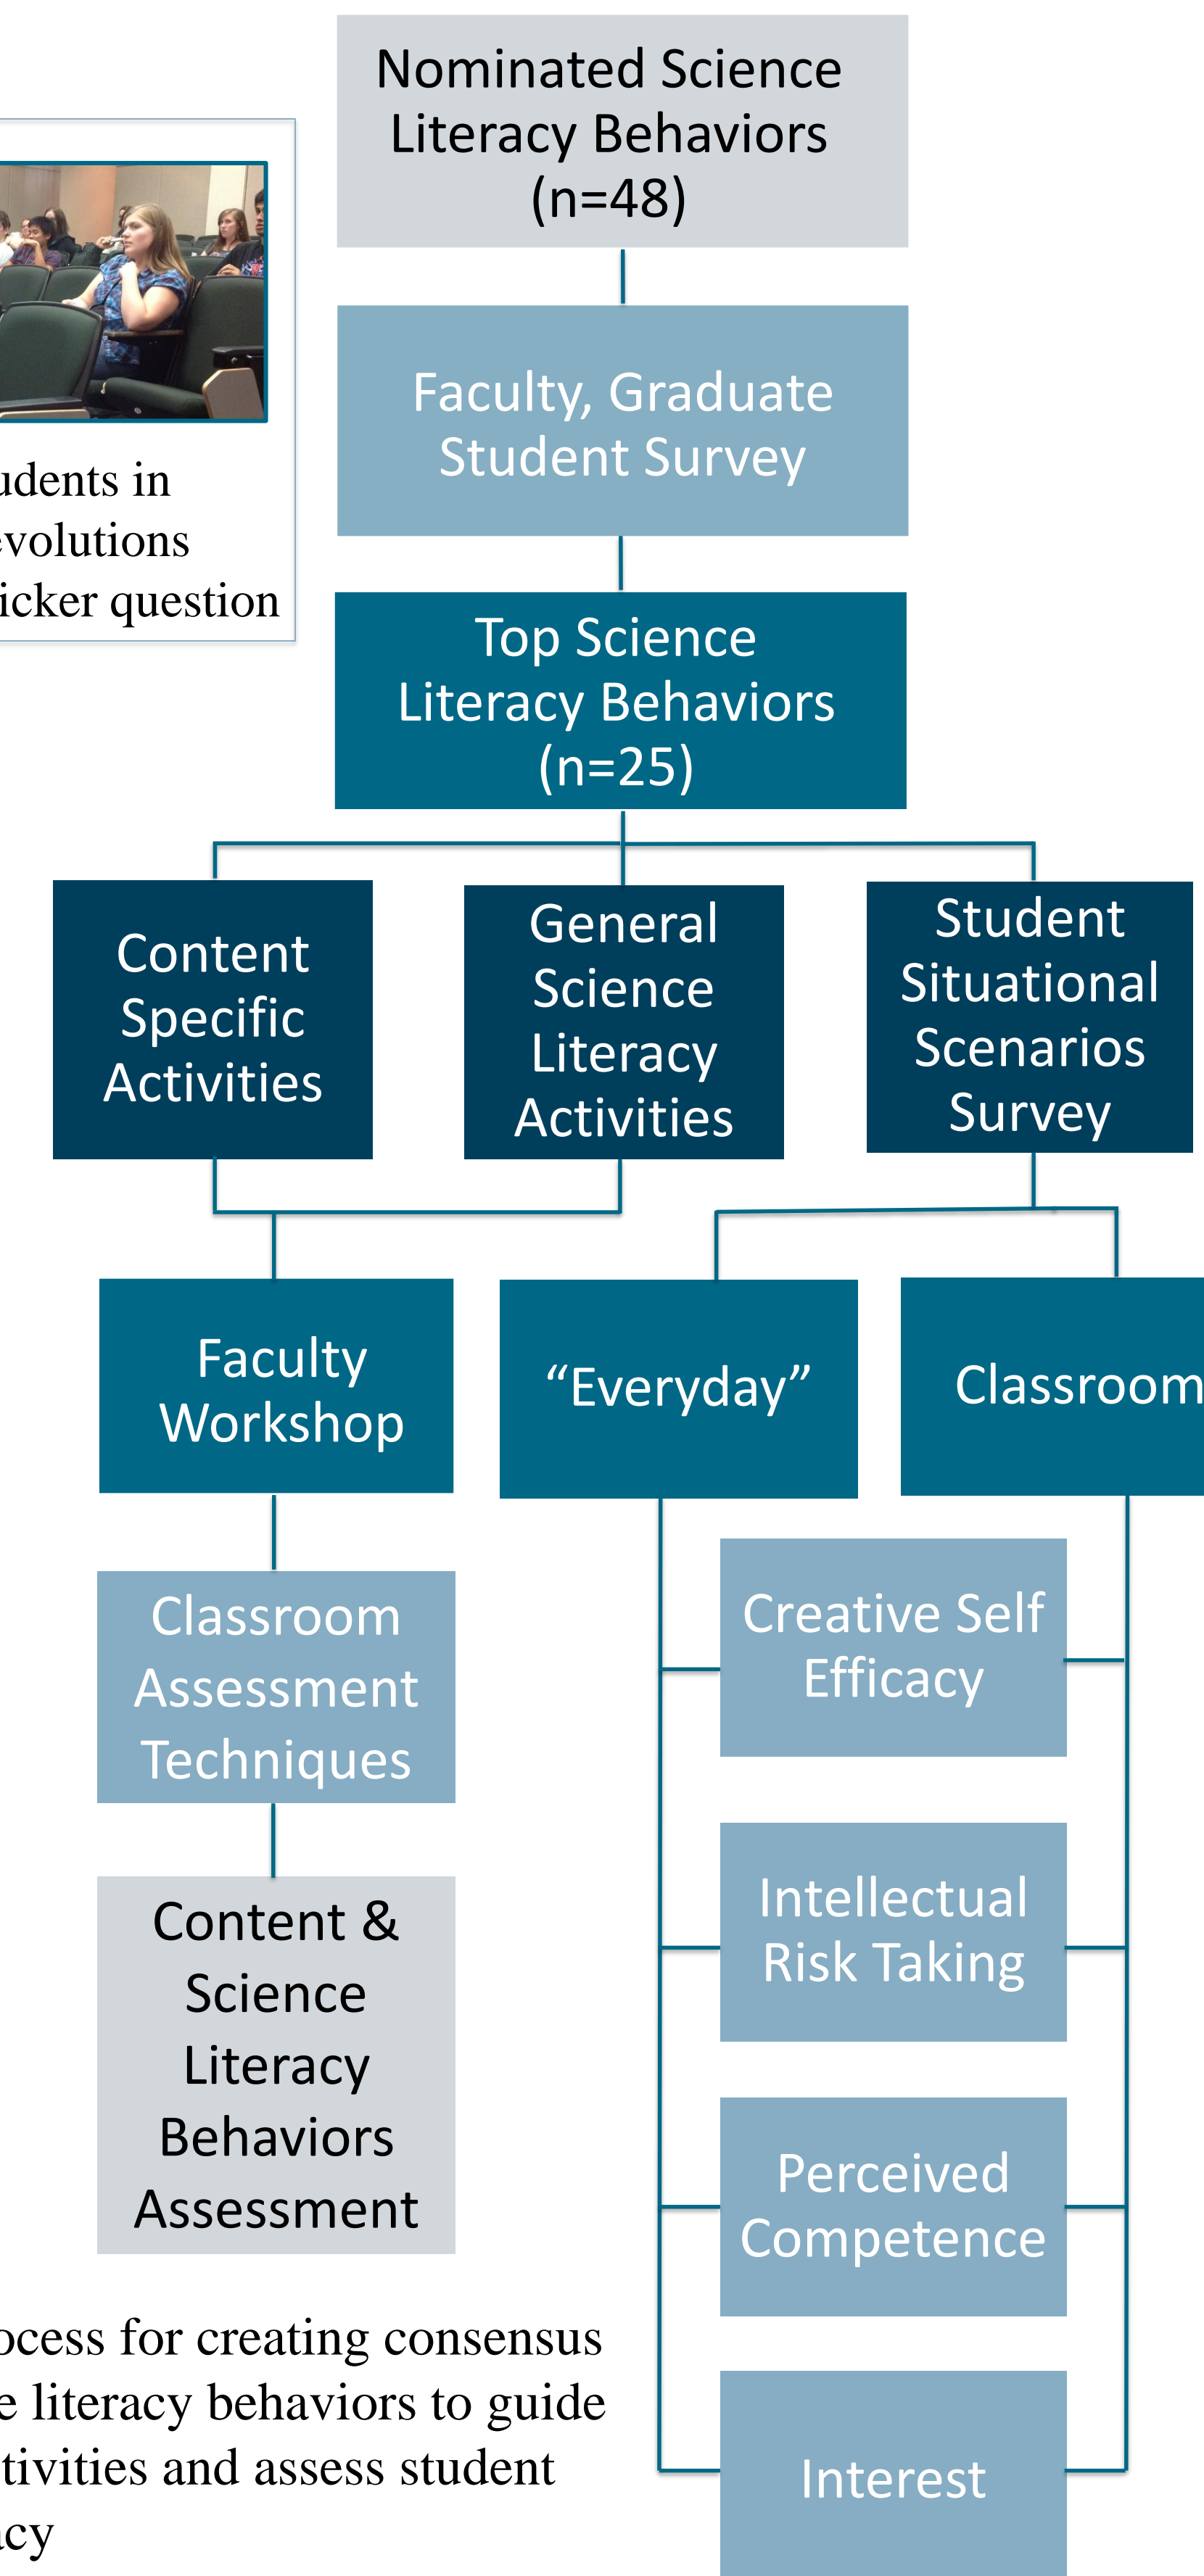 Nominated Science
Literacy Behaviors
(n=48)
udents in
evolutions
icker question
Faculty, Graduate
Student Survey
Top Science
Literacy Behaviors
(n=25)
Content
Specific
Activities
General
Science
Literacy
Activities
Student
Situational
Scenarios
Survey
Faculty
Workshop
“Everyday”
Classroom
Classroom
Assessment
Techniques
Content &
Science
Literacy
Behaviors
Assessment
Creative Self
Efficacy
Intellectual
Risk Taking
Perceived
Competence
Interest
ocess for creating consensus
e literacy behaviors to guide
tivities and assess student
acy